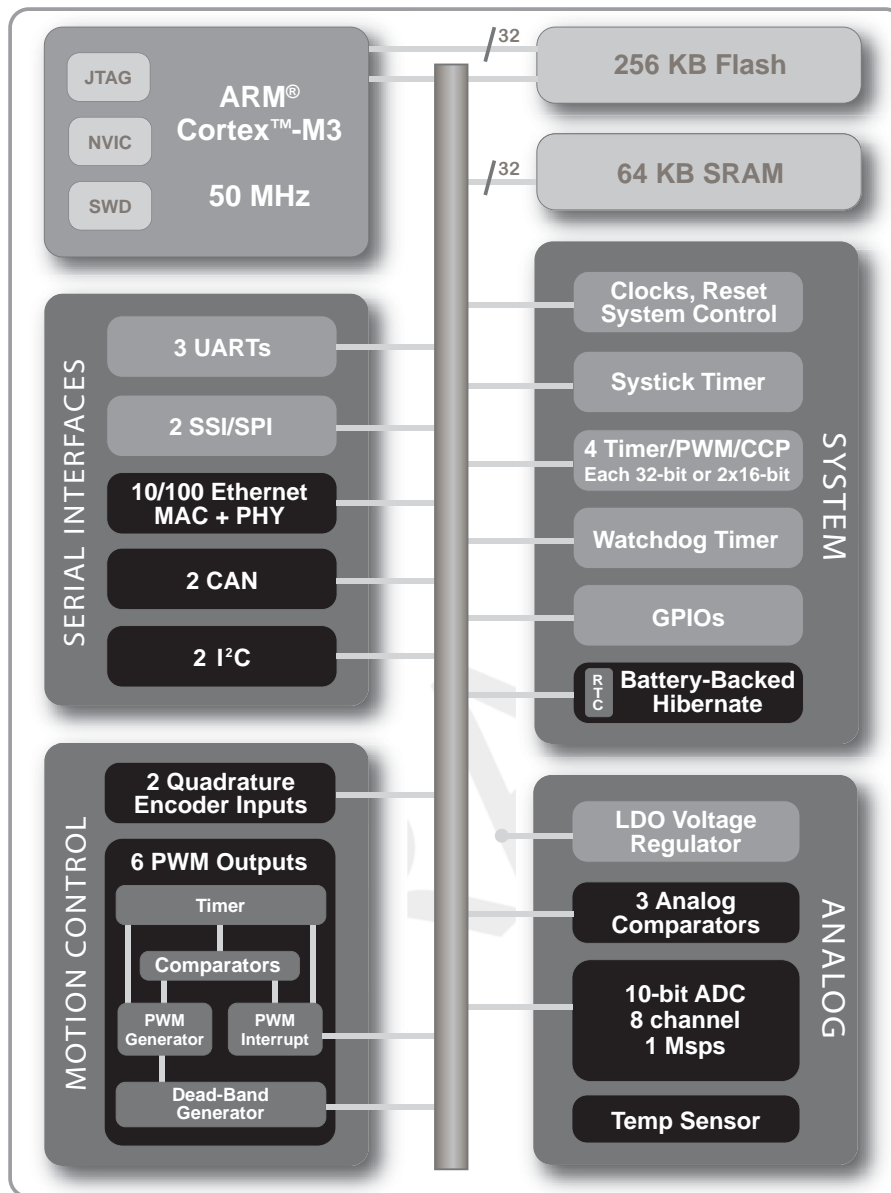 JTAG
NVIC
SWD
ARM®
Cortex™-M3
50 MHz
32
256 KB Flash
32
64 KB SRAM
SERIAL INTERFACES
3 UARTs
2 SSI/SPI
10/100 Ethernet
MAC + PHY
2 CAN
2 I²C
SYSTEM
Clocks, Reset
System Control
Systick Timer
4 Timer/PWM/CCP
Each 32-bit or 2x16-bit
Watchdog Timer
GPIOs
RTC
Battery-Backed
Hibernate
MOTION CONTROL
2 Quadrature
Encoder Inputs
6 PWM Outputs
Timer
Comparators
PWM
Generator
PWM
Interrupt
Dead-Band
Generator
ANALOG
LDO Voltage
Regulator
3 Analog
Comparators
10-bit ADC
8 channel
1 Msps
Temp Sensor